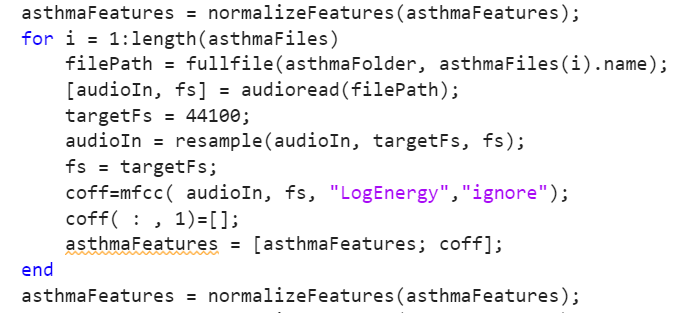 asthmaFeatures = normalizeFeatures(asthmaFeatures);
for i = 1:length(asthmaFiles)
    filePath = fullfile(asthmaFolder, asthmaFiles(i).name);
    [audioIn, fs] = audioread(filePath);
    targetFs = 44100;
    audioIn = resample(audioIn, targetFs, fs);
    fs = targetFs;
    coff=mfcc( audioIn, fs, "LogEnergy","ignore");
    coff( : , 1)=[];
    asthmaFeatures = [asthmaFeatures; coff];
end
asthmaFeatures = normalizeFeatures(asthmaFeatures);